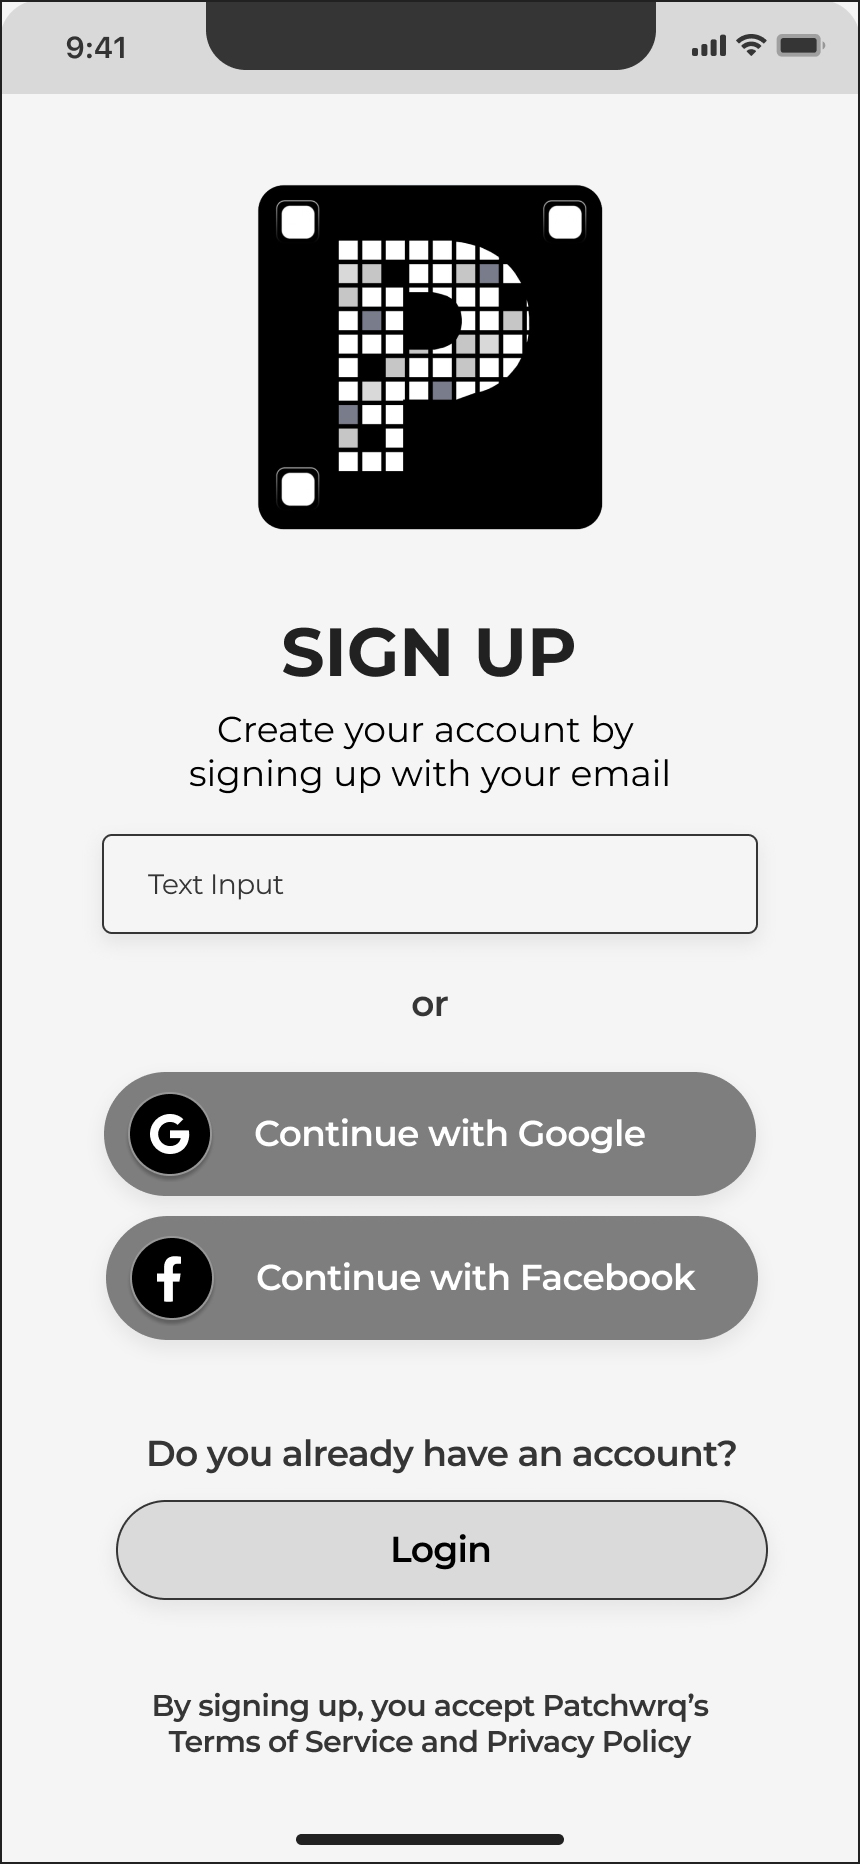 9:41
P
SIGN UP
Create your account by
signing up with your email
Text Input
or
G Continue with Google
f Continue with Facebook
Do you already have an account?
Login
By signing up, you accept Patchwrq’s
Terms of Service and Privacy Policy